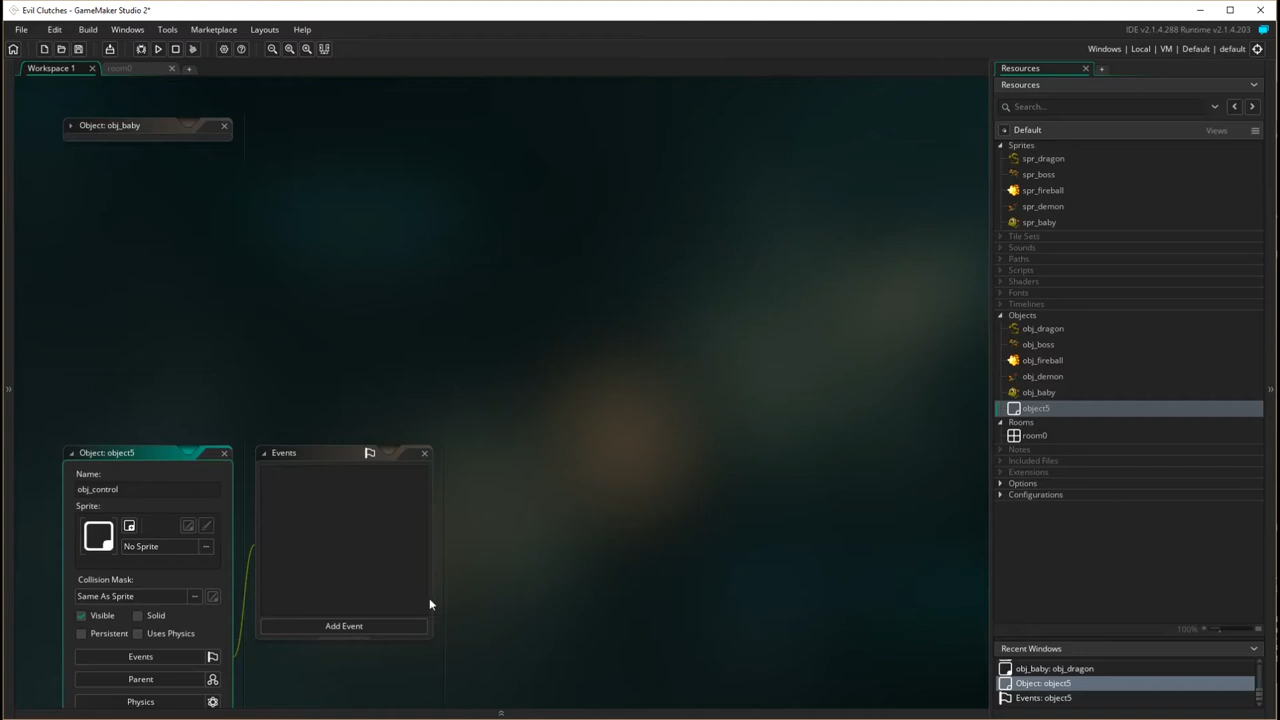 Evil Clutches - GameMaker Studio 2*
File Edit Build Windows Tools Marketplace Layouts Help
IDE v2.1.4.288 Runtime v2.1.4.203
Windows | Local | VM | Default | default
Workspace 1
room0
Resources
Resources
Search...
Default
Views
Sprites
spr_dragon
spr_boss
spr_fireball
spr_demon
spr_baby
Tile Sets
Sounds
Paths
Scripts
Shaders
Fonts
Timelines
Objects
obj_dragon
obj_boss
obj_fireball
obj_demon
obj_baby
object5
Rooms
room0
Notes
Included Files
Extensions
Options
Configurations
100%
Recent Windows
obj_baby: obj_dragon
Object: object5
Events: object5
Object: obj_baby
Object: object5
Name:
obj_control
Sprite:
No Sprite
Collision Mask:
Same As Sprite
Visible
Solid
Persistent
Uses Physics
Events
Parent
Physics
Events
Add Event